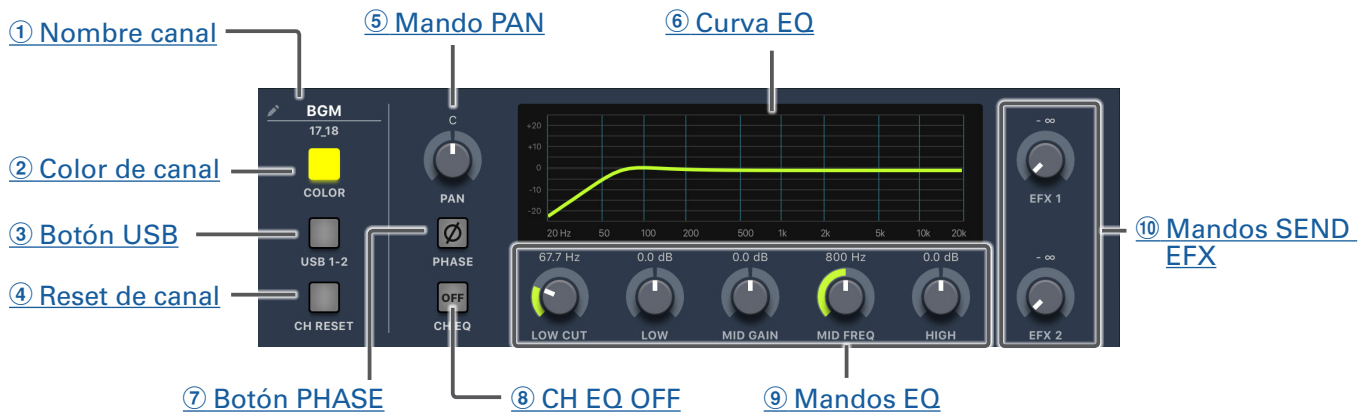 ① Nombre canal
⑤ Mando PAN
⑥ Curva EQ
BGM
17_18
② Color de canal
COLOR
③ Botón USB
USB 1-2
④ Reset de canal
CH RESET
C
PAN
PHASE
OFF
CH EQ
+20
+10
0
-10
-20
20 Hz 50 100 200 500 1k 2k 5k 10k 20k
67.7 Hz 0.0 dB 0.0 dB 800 Hz 0.0 dB
LOW CUT LOW MID GAIN MID FREQ HIGH
- ∞
EFX 1
- ∞
EFX 2
⑩ Mandos SEND
EFX
⑦ Botón PHASE
⑧ CH EQ OFF
⑨ Mandos EQ